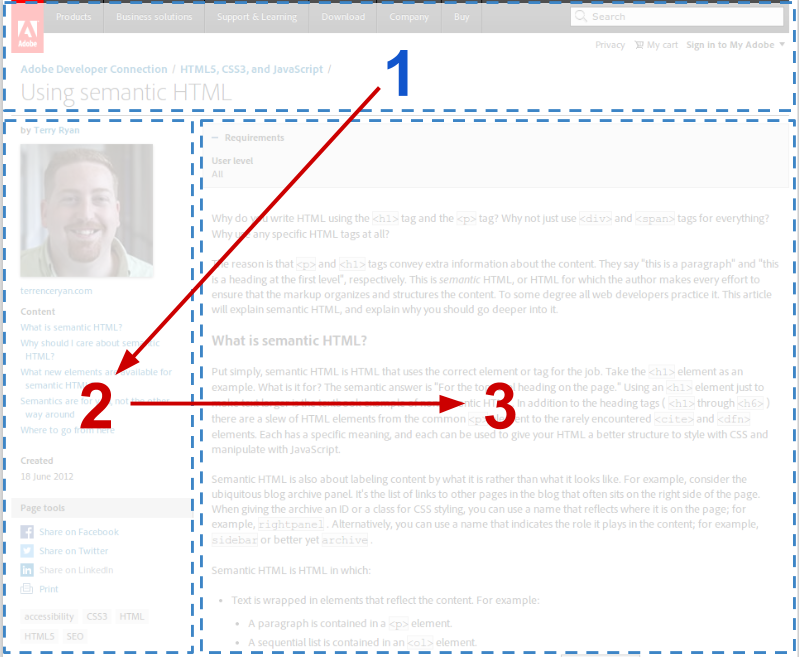 Products Business solutions Support & Learning Download Company Buy Search
Adobe
Privacy My cart Sign in to My Adobe
Adobe Developer Connection / HTML5, CSS3, and JavaScript /
Using semantic HTML
1
by Terry Ryan
terrenceryan.com
Content
What is semantic HTML?
Why should I care about semantic
HTML?
What new elements are available for
semantic HTML
Semantics are for not the other
way around
Where to go from here
2
Created
18 June 2012
Page tools
Share on Facebook
Share on Twitter
Share on LinkedIn
Print
accessibility CSS3 HTML
HTML5 SEO
Requirements
User level
All
Why do you write HTML using the <h1> tag and the <p> tag? Why not just use <div> and <span> tags for everything?
Why use any specific HTML tags at all?
The reason is that <p> and <h1> tags convey extra information about the content. They say "this is a paragraph" and "this
is a heading at the first level", respectively. This is semantic HTML, or HTML for which the author makes every effort to
ensure that the markup organizes and structures the content. To some degree all web developers practice it. This article
will explain semantic HTML, and explain why you should go deeper into it.
What is semantic HTML?
Put simply, semantic HTML is HTML that uses the correct element or tag for the job. Take the <h1> element as an
example. What is it for? The semantic answer is "For the top heading on the page." Using an <h1> element just to
make text larger is the In addition to the heading tags (<h1> through <h6>)
3
there are a slew of HTML elements from the common <p> element to the rarely encountered <cite> and <dfn>
elements. Each has a specific meaning, and each can be used to give your HTML a better structure to style with CSS and
manipulate with JavaScript.
Semantic HTML is also about labeling content by what it is rather than what it looks like. For example, consider the
ubiquitous blog archive panel. It's the list of links to other pages in the blog that often sits on the right side of the page.
When giving the archive an ID or a class for CSS styling, you can use a name that reflects where it is on the page; for
example, rightpanel. Alternatively, you can use a name that indicates the role it plays in the content; for example,
sidebar or better yet archive.
Semantic HTML is HTML in which:
• Text is wrapped in elements that reflect the content. For example:
• A paragraph is contained in a <p> element.
• A sequential list is contained in an <ol> element.